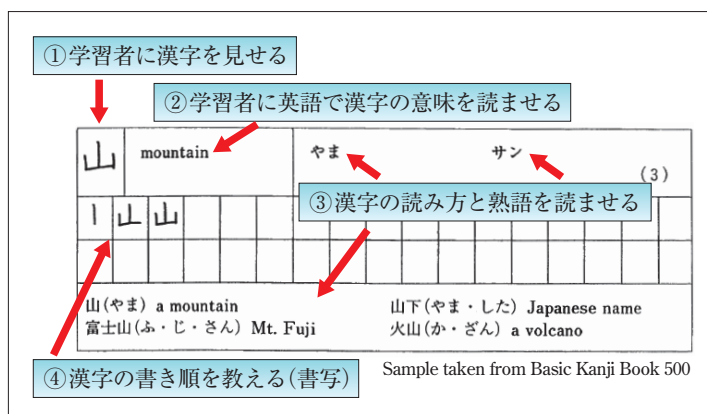 ①学習者に漢字を見せる
②学習者に英語で漢字の意味を読ませる
山 mountain やま サン (3)
③漢字の読み方と熟語を読ませる
丨 山 山
山(やま) a mountain 山下(やま・した) Japanese name
富士山(ふ・じ・さん) Mt. Fuji 火山(か・ざん) a volcano
④漢字の書き順を教える(書写)
Sample taken from Basic Kanji Book 500